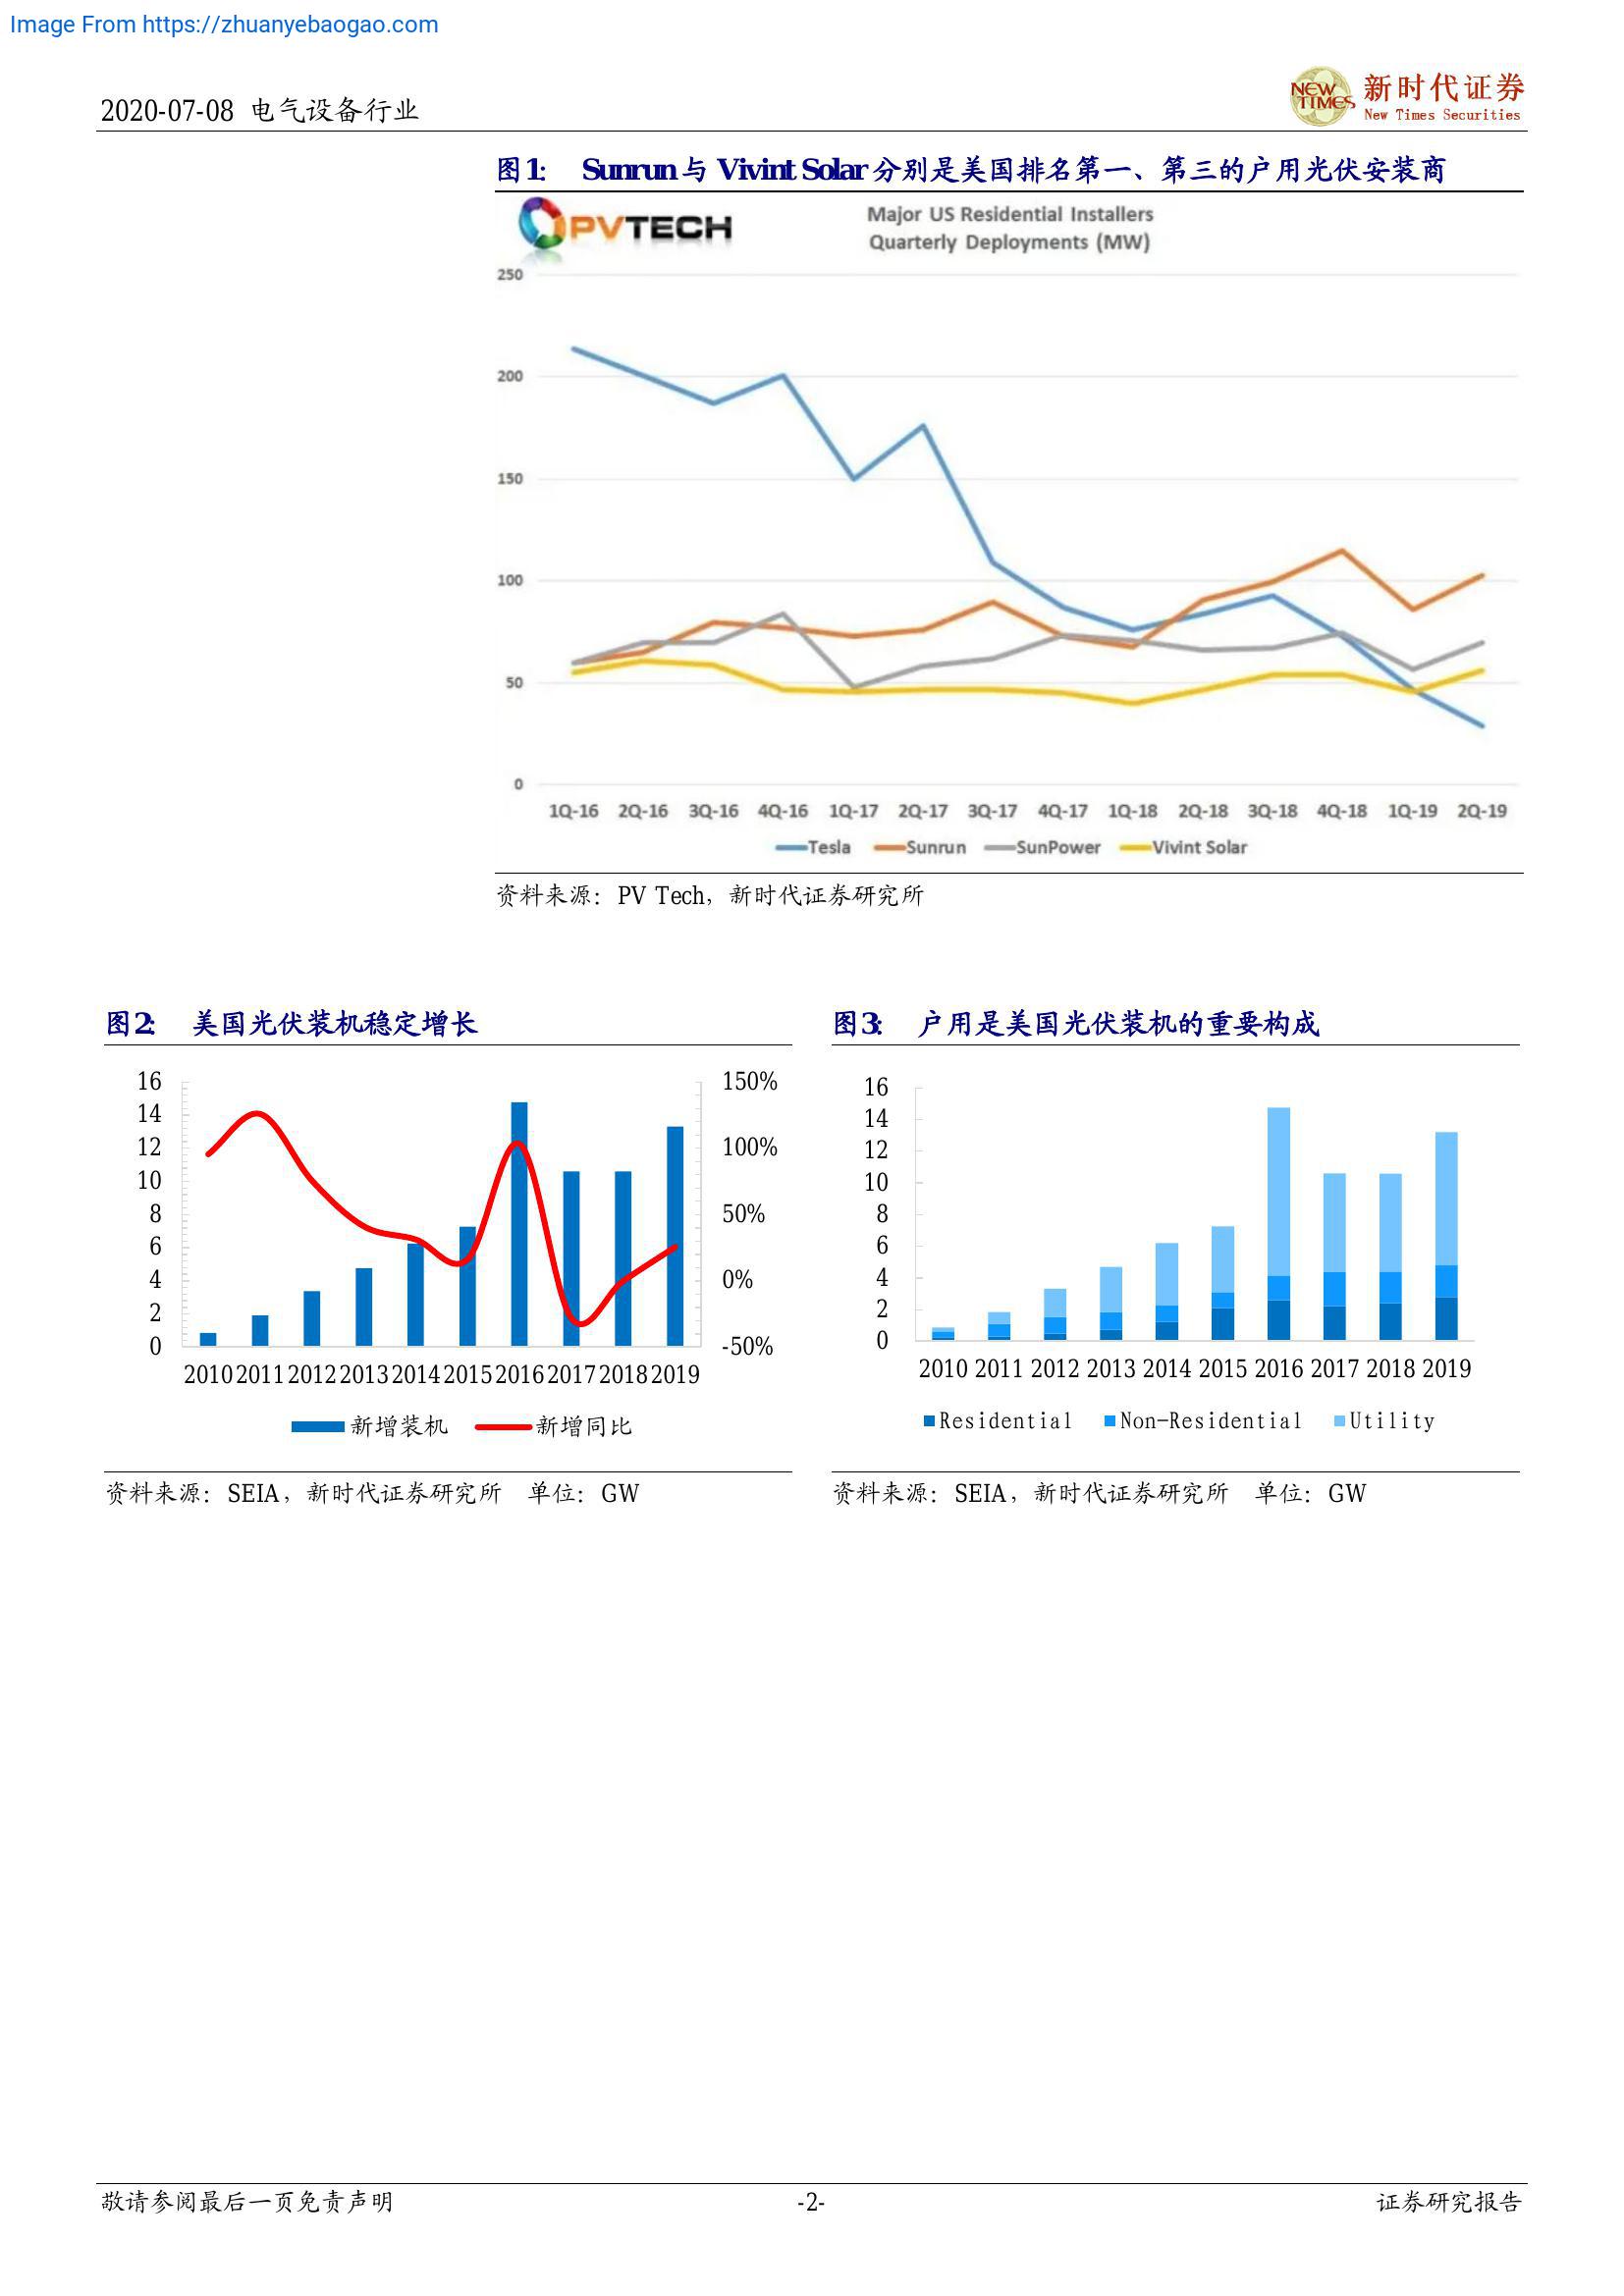 Image From https://zhuanyebaogao.com
2020-07-08 电气设备行业
NEW TIMES
新时代证券
New Times Securities
图1: Sunrun与 Vivint Solar分别是美国排名第一、第三的户用光伏安装商
PVTECH
Major US Residential Installers
Quarterly Deployments (MW)
250
200
150
100
50
0
1Q-16 2Q-16 3Q-16 4Q-16 1Q-17 2Q-17 3Q-17 4Q-17 1Q-18 2Q-18 3Q-18 4Q-18 1Q-19 2Q-19
Tesla Sunrun SunPower Vivint Solar
资料来源：PV Tech，新时代证券研究所
图2: 美国光伏装机稳定增长
16
14
12
10
8
6
4
2
0
150%
100%
50%
0%
-50%
2010 2011 2012 2013 2014 2015 2016 2017 2018 2019
新增装机 新增同比
资料来源：SEIA，新时代证券研究所 单位：GW
图3: 户用是美国光伏装机的重要构成
16
14
12
10
8
6
4
2
0
2010 2011 2012 2013 2014 2015 2016 2017 2018 2019
Residential Non-Residential Utility
资料来源：SEIA，新时代证券研究所 单位：GW
敬请参阅最后一页免责声明 -2- 证券研究报告